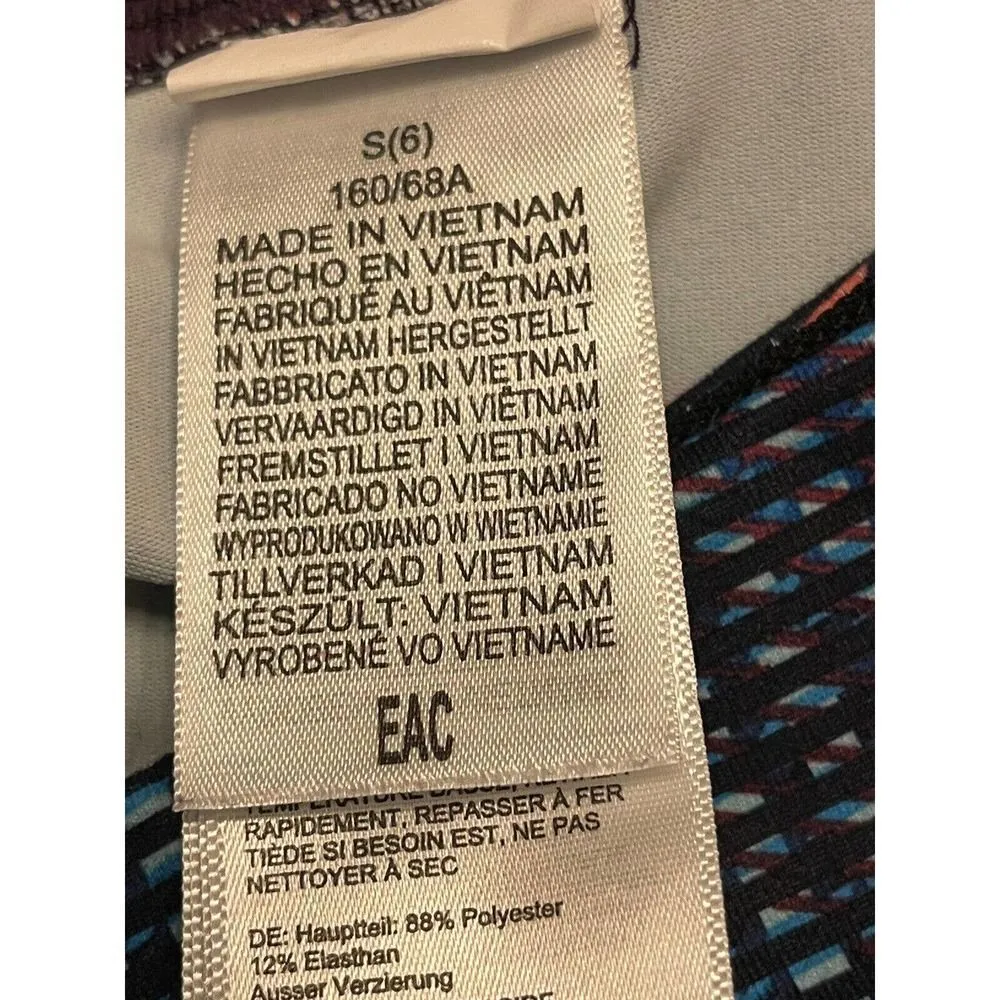 S(6)
160/68A
MADE IN VIETNAM
HECHO EN VIETNAM
FABRIQUÉ AU VIÊTNAM
IN VIETNAM HERGESTELLT
FABBRICATO IN VIETNAM
VERVAARDIGD IN VIËTNAM
FREMSTILLET I VIETNAM
FABRICADO NO VIETNAME
WYPRODUKOWANO W WIETNAMIE
TILLVERKAD I VIETNAM
KÉSZÜLT: VIETNAM
VYROBENÉ VO VIETNAME
EAC
RAPIDEMENT, REPASSER À FER
TIÈDE SI BESOIN EST, NE PAS
NETTOYER À SEC
DE: Hauptteil: 88% Polyester
12% Elasthan
Ausser Verzierung